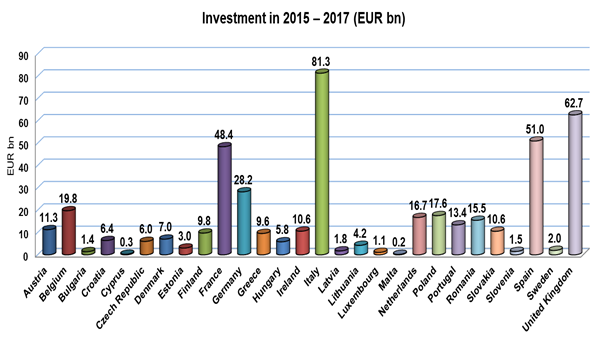 Investment in 2015 – 2017 (EUR bn)
EUR bn
90
80
70
60
50
40
30
20
10
0
11.3
19.8
1.4
6.4
0.3
6.0
7.0
3.0
9.8
48.4
28.2
9.6
5.8
10.6
81.3
1.8
4.2
1.1
0.2
16.7
17.6
13.4
15.5
10.6
1.5
51.0
2.0
62.7
Austria
Belgium
Bulgaria
Croatia
Cyprus
Czech Republic
Denmark
Estonia
Finland
France
Germany
Greece
Hungary
Ireland
Italy
Latvia
Lithuania
Luxembourg
Malta
Netherlands
Poland
Portugal
Romania
Slovakia
Slovenia
Spain
Sweden
United Kingdom